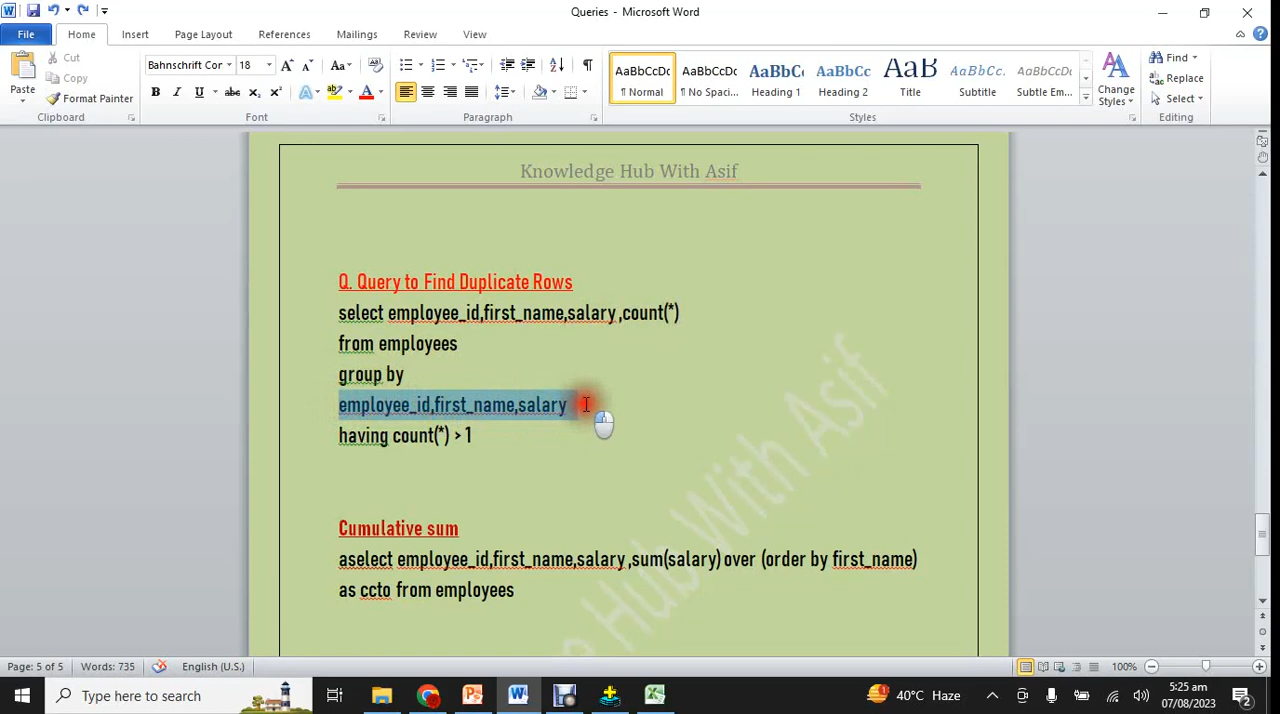 Queries - Microsoft Word
File Home Insert Page Layout References Mailings Review View
Paste
Cut
Copy
Format Painter
Clipboard
Bahnschrift Cor 18
Font
Paragraph
AaBbCcDc AaBbCcDc AaBbCc AaBbCc AaB AaBbCc. AaBbCcDc
¶ Normal ¶ No Spaci... Heading 1 Heading 2 Title Subtitle Subtle Em...
Change Styles
Styles
Find
Replace
Select
Editing
Knowledge Hub With Asif
Q. Query to Find Duplicate Rows
select employee_id,first_name,salary ,count(*)
from employees
group by
employee_id,first_name,salary
having count(*) > 1
Cumulative sum
aselect employee_id,first_name,salary ,sum(salary) over (order by first_name)
as ccto from employees
e Hub With Asif
Page: 5 of 5 Words: 735 English (U.S.) 100%
Type here to search
40°C Haze
5:25 am
07/08/2023
2